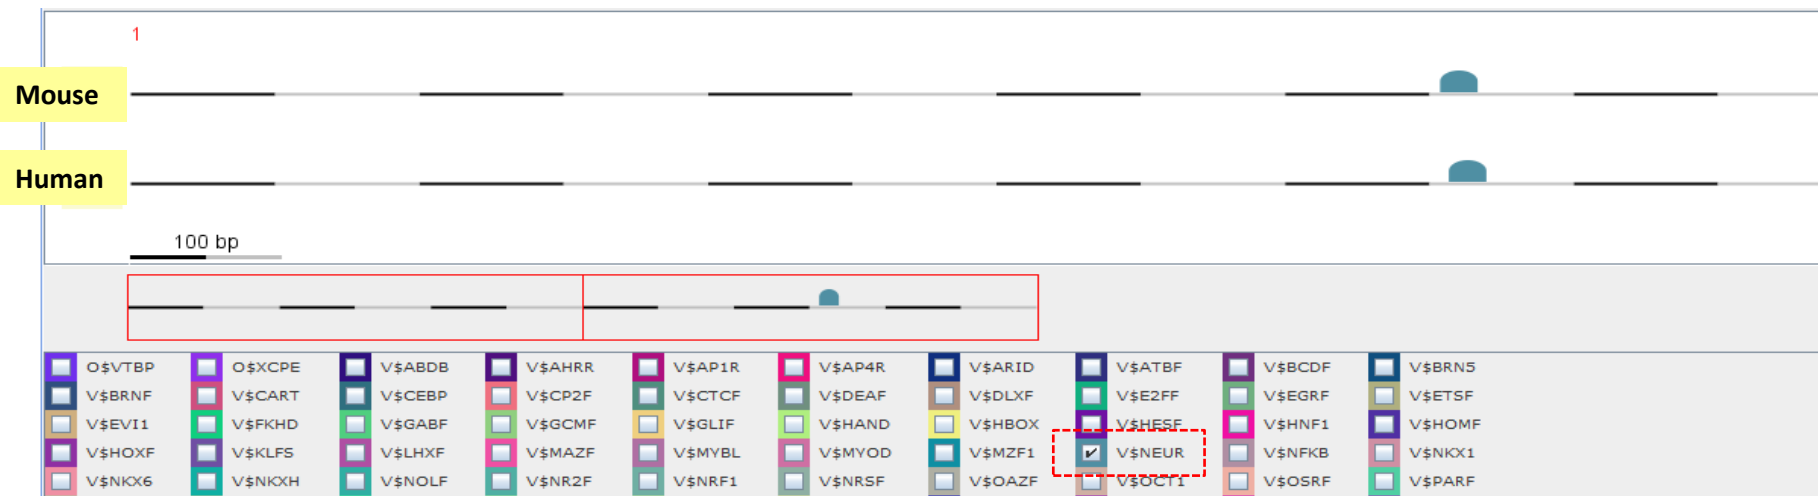 1
Mouse
Human
100 bp
O$VTBP O$XCPE V$ABDB V$AHRR V$AP1R V$AP4R V$ARID V$ATBF V$BCDF V$BRN5
V$BRNF V$CART V$CEBP V$CP2F V$CTCF V$DEAF V$DLXF V$E2FF V$EGRF V$ETSF
V$EVI1 V$FKHD V$GABF V$GCMF V$GLIF V$HAND V$HBOX V$HESF V$HNF1 V$HOMF
V$HOXF V$KLFS V$LHXF V$MAZF V$MYBL V$MYOD V$MZF1 V$NEUR V$NFKB V$NKX1
V$NKX6 V$NKXH V$NOLF V$NR2F V$NRF1 V$NRSF V$OAZF V$OCT1 V$OSRF V$PARF